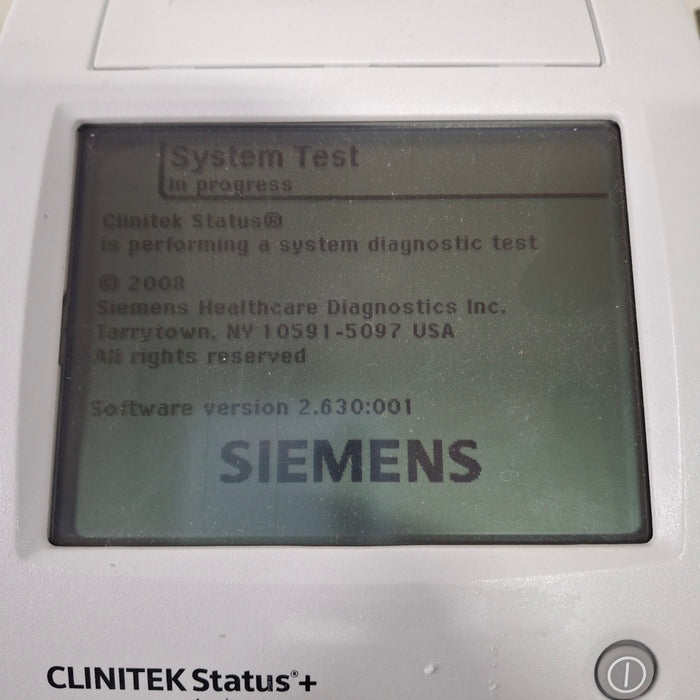 System Test
In progress
Clinitek Status®
is performing a system diagnostic test
© 2008
Siemens Healthcare Diagnostics Inc.
Tarrytown, NY 10591-5097 USA
All rights reserved
Software version 2.630:001
SIEMENS
CLINITEK Status®+